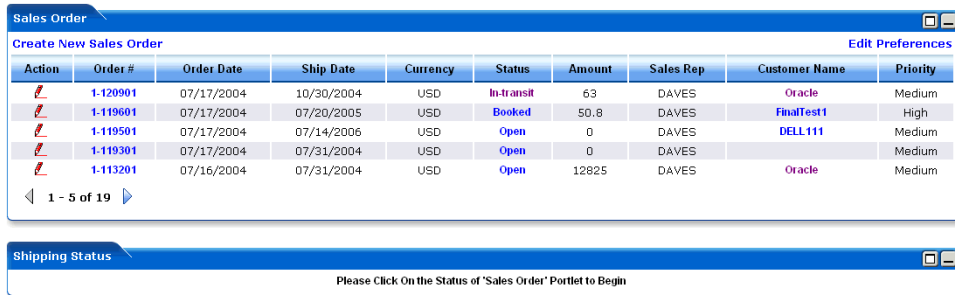 Sales Order
Create New Sales Order Edit Preferences
Action Order # Order Date Ship Date Currency Status Amount Sales Rep Customer Name Priority
1-120901 07/17/2004 10/30/2004 USD In-transit 63 DAVES Oracle Medium
1-119601 07/17/2004 07/20/2005 USD Booked 50.8 DAVES FinalTest1 High
1-119501 07/17/2004 07/14/2006 USD Open 0 DAVES DELL111 Medium
1-119301 07/17/2004 07/31/2004 USD Open 0 DAVES Medium
1-113201 07/16/2004 07/31/2004 USD Open 12825 DAVES Oracle Medium
1 - 5 of 19
Shipping Status
Please Click On the Status of 'Sales Order' Portlet to Begin